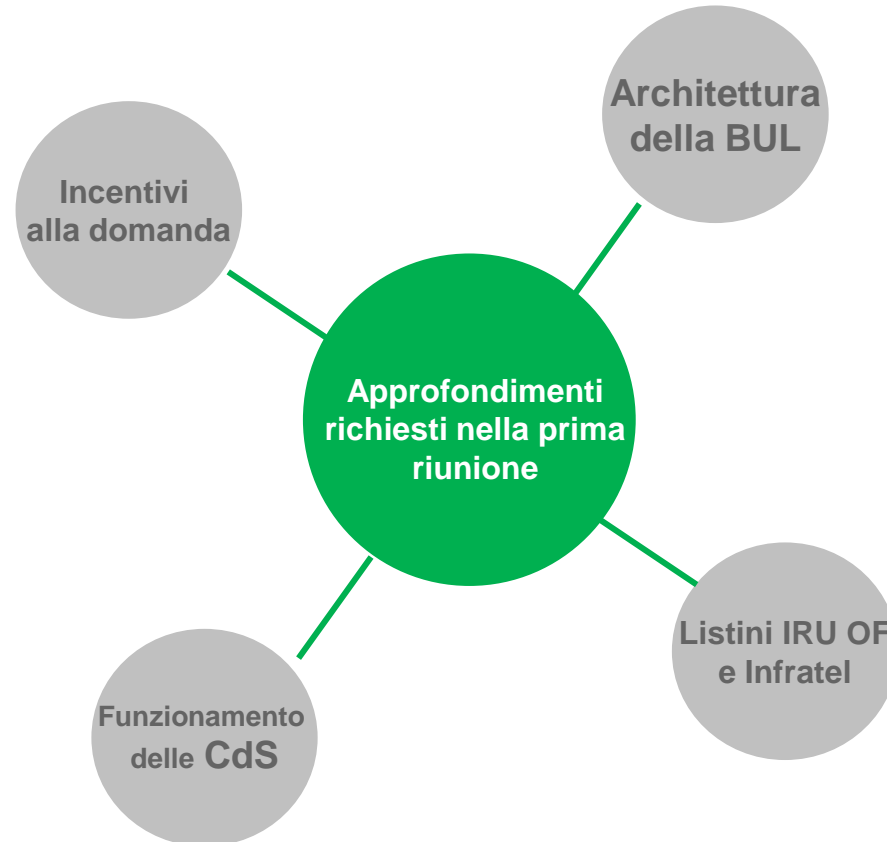 Architettura
della BUL
Incentivi
alla domanda
Approfondimenti
richiesti nella prima
riunione
Listini IRU OF
e Infratel
Funzionamento
delle CdS